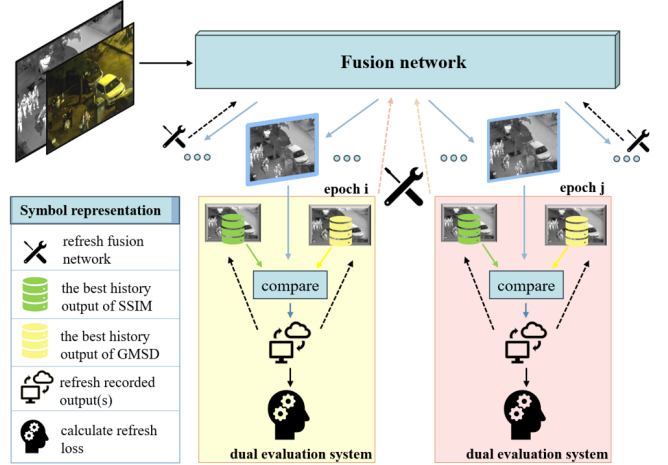 Fusion network
epoch i
epoch j
Symbol representation
refresh fusion
network
the best history
output of SSIM
the best history
output of GMSD
refresh recorded
output(s)
calculate refresh
loss
compare
dual evaluation system
compare
dual evaluation system